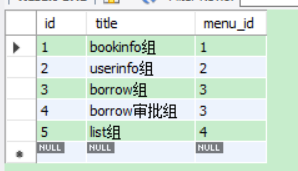 id title menu_id
1 bookinfo组 1
2 userinfo组 2
3 borrow组 3
4 borrow审批组 3
5 list组 4
NULL NULL NULL